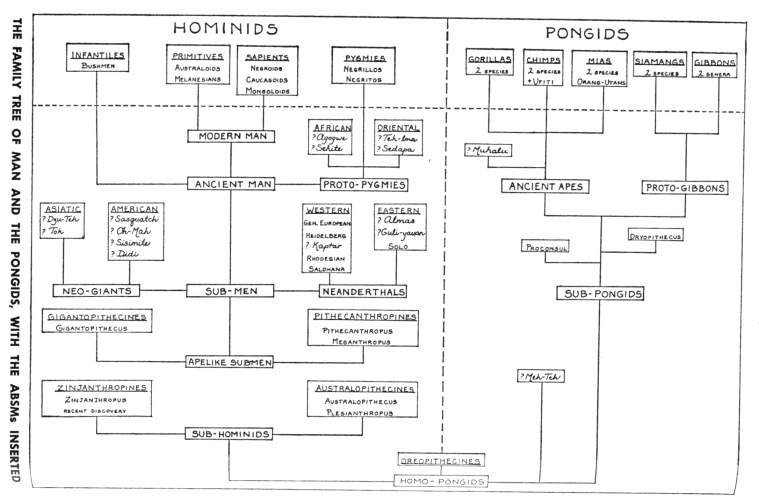 THE FAMILY TREE OF MAN AND THE PONGIDS, WITH THE ABSMs INSERTED
HOMINIDS
PONGIDS
INFANTILES
BUSHMEN
PRIMITIVES
AUSTRALOIDS
MELANESIANS
SAPIENTS
NEGROIDS
CAUCASOIDS
MONGOLOIDS
PYGMIES
NEGRILLOS
NEGRITOS
GORILLAS
2 SPECIES
CHIMPS
2 SPECIES
+ UFITI
MIAS
2 SPECIES
ORANG-UTANS
SIAMANGS
2 SPECIES
GIBBONS
2 GENERA
MODERN MAN
AFRICAN
? Agogwe
? Sehite
ORIENTAL
? Teh-lma
? Sedapa
? Muhalu
ANCIENT MAN
PROTO-PYGMIES
ANCIENT APES
PROTO-GIBBONS
ASIATIC
? Dzu-Teh
? Tok
AMERICAN
? Sasquatch
? Oh-Mah
? Sisimite
? Didi
WESTERN
GEN. EUROPEAN
HEIDELBERG
? Kaptar
RHODESIAN
SALDHANA
EASTERN
? Almas
? Guli-yavan
SOLO
PROCONSUL
DRYOPITHECUS
NEO-GIANTS
SUB-MEN
NEANDERTHALS
SUB-PONGIDS
GIGANTOPITHECINES
GIGANTOPITHECUS
PITHECANTHROPINES
PITHECANTHROPUS
MEGANTHROPUS
APELIKE SUBMEN
? Meh-Teh
ZINJANTHROPINES
ZINJANTHROPUS
RECENT DISCOVERY
AUSTRALOPITHECINES
AUSTRALOPITHECUS
PLESIANTHROPUS
SUB-HOMINIDS
OREOPITHECINES
HOMO-PONGIDS